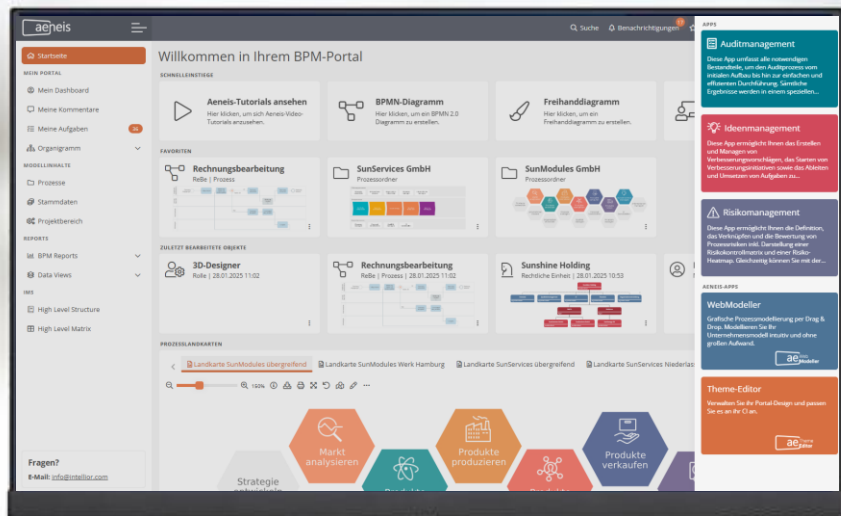 aeneis
Suche
Benachrichtigungen
Startseite
MEIN PORTAL
Mein Dashboard
Meine Kommentare
Meine Aufgaben
Organigramm
MODELLINHALTE
Prozesse
Stammdaten
Projektbereich
REPORTS
BPM Reports
Data Views
IMS
High Level Structure
High Level Matrix
Fragen?
E-Mail: info@intellior.com
Willkommen in Ihrem BPM-Portal
SCHNELLEINSTIEGE
Aeneis-Tutorials ansehen
Hier klicken, um sich Aeneis-Video-
Tutorials anzusehen.
BPMN-Diagramm
Hier klicken, um ein BPMN 2.0
Diagramm zu erstellen.
Freihanddiagramm
Hier klicken, um ein
Freihanddiagramm zu erstellen.
FAVORITEN
Rechnungsbearbeitung
ReBe | Prozess
SunServices GmbH
Prozessordner
SunModules GmbH
Prozessordner
ZULETZT BEARBEITETE OBJEKTE
3D-Designer
Rolle | 28.01.2025 11:02
Rechnungsbearbeitung
ReBe | Prozess | 28.01.2025 11:02
Sunshine Holding
Rechtliche Einheit | 28.01.2025 10:53
PROZESSLANDKARTEN
Landkarte SunModules übergreifend
Landkarte SunModules Werk Hamburg
Landkarte SunServices übergreifend
Landkarte SunServices Niederlas
150%
Strategie
Markt
analysieren
Produkte
produzieren
Produkte
verkaufen
APPS
Auditmanagement
Diese App umfasst alle notwendigen
Bestandteile, um den Auditprozess vom
initialen Aufbau bis hin zur einfachen und
effizienten Durchführung. Sämtliche
Ergebnisse werden in einem speziellen...
Ideenmanagement
Diese App ermöglicht Ihnen das Erstellen
und Managen von
Verbesserungsvorschlägen, das Starten von
Verbesserungsinitiativen sowie das Ableiten
und Umsetzen von Aufgaben zu...
Risikomanagement
Diese App ermöglicht Ihnen die Definition,
das Verknüpfen und die Bewertung von
Prozessrisiken inkl. Darstellung einer
Risikokontrollmatrix und einer Risiko-
Heatmap. Gleichzeitig können Sie mit der...
AENEIS-APPS
WebModeller
Grafische Prozessmodellierung per Drag &
Drop. Modellieren Sie Ihr
Unternehmensmodell intuitiv und ohne
großen Aufwand.
ae Web
Modeller
Theme-Editor
Verwalten Sie ihr Portal-Design und passen
Sie es an ihr CI an.
ae Theme
Editor